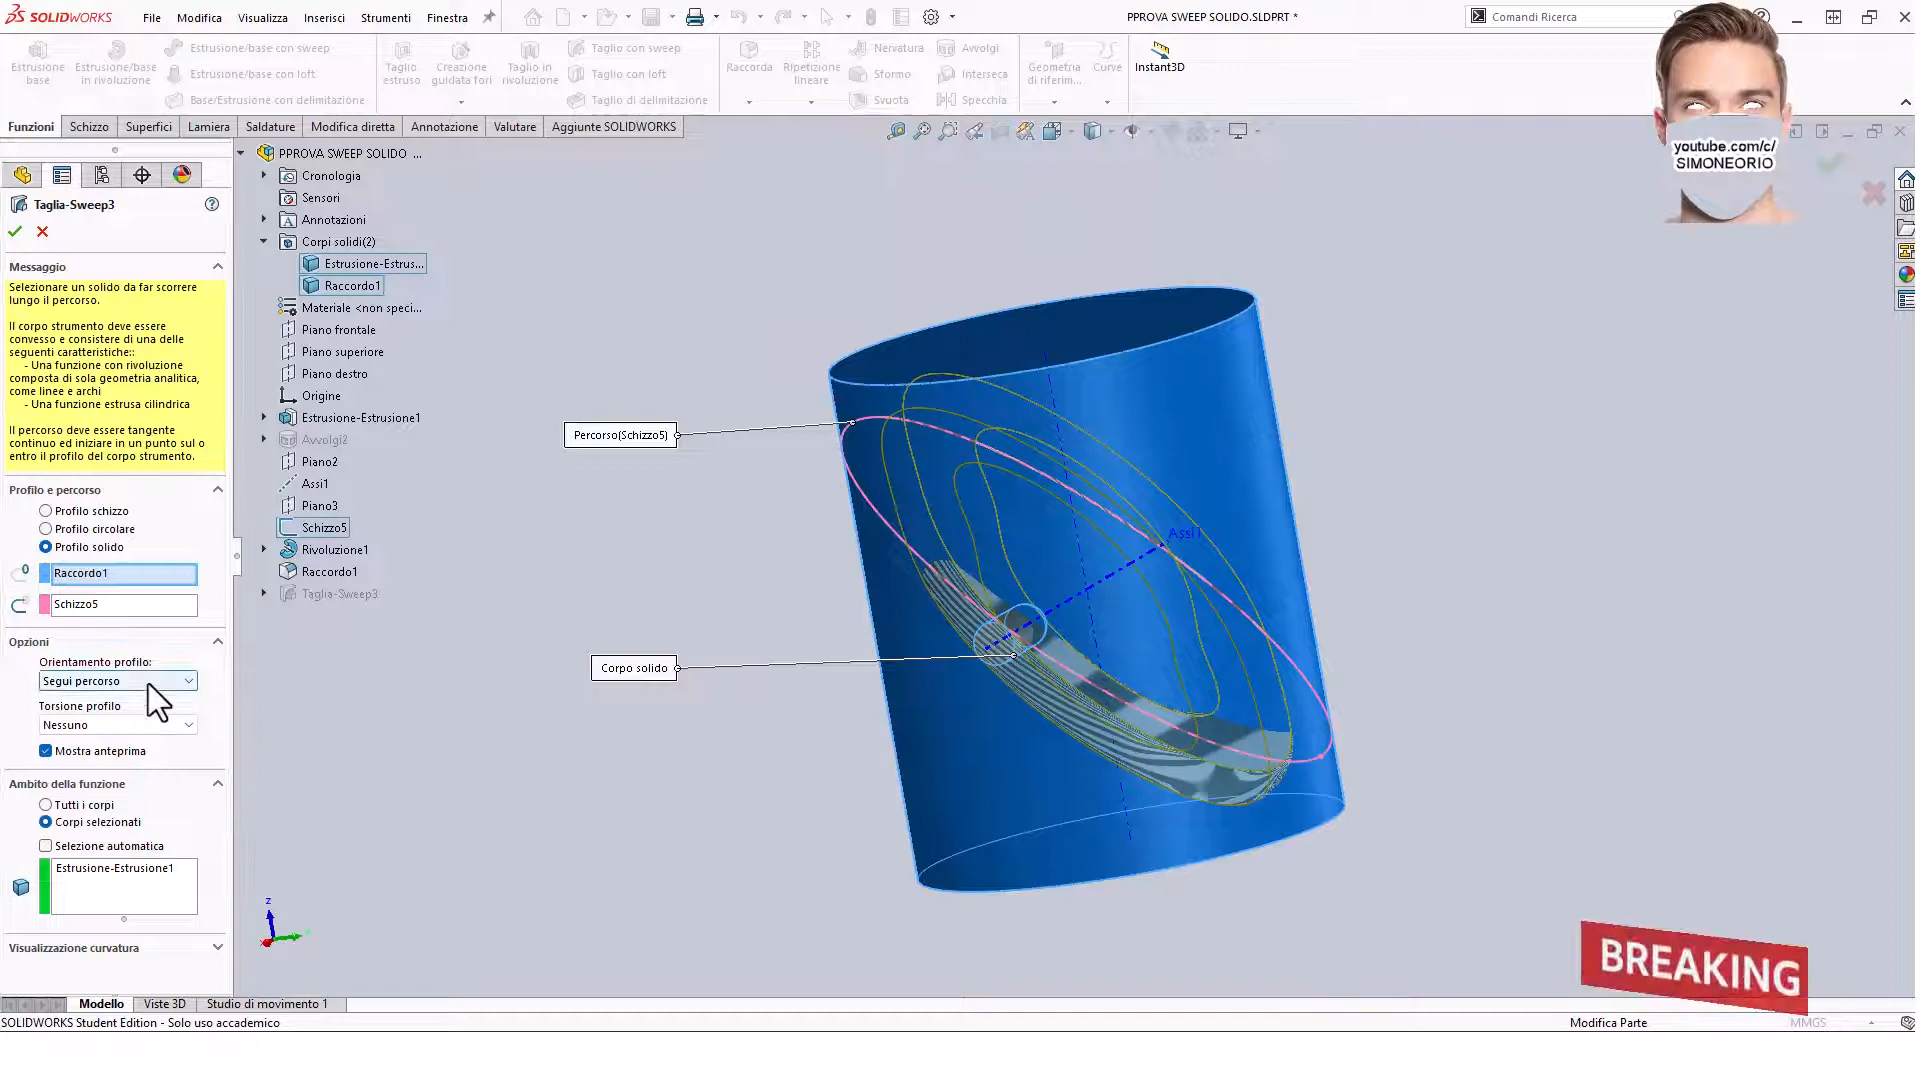 SOLIDWORKS
File
Modifica
Visualizza
Inserisci
Strumenti
Finestra
PPROVA SWEEP SOLIDO.SLDPRT *
Comandi Ricerca
Estrusione base
Estrusione/base in rivoluzione
Estrusione/base con sweep
Estrusione/base con loft
Base/Estrusione con delimitazione
Taglio estruso
Creazione guidata fori
Taglio in rivoluzione
Taglio con sweep
Taglio con loft
Taglio di delimitazione
Raccorda
Ripetizione lineare
Nervatura
Sformo
Svuota
Avvolgi
Interseca
Specchia
Geometria di riferim...
Curve
Instant3D
Funzioni
Schizzo
Superfici
Lamiera
Saldature
Modifica diretta
Annotazione
Valutare
Aggiunte SOLIDWORKS
youtube.com/c/
SIMONEORIO
Taglia-Sweep3
Messaggio
Selezionare un solido da far scorrere
lungo il percorso.
Il corpo strumento deve essere
convesso e consistere di una delle
seguenti caratteristiche::
- Una funzione con rivoluzione
composta di sola geometria analitica,
come linee e archi
- Una funzione estrusa cilindrica
Il percorso deve essere tangente
continuo ed iniziare in un punto sul o
entro il profilo del corpo strumento.
Profilo e percorso
Profilo schizzo
Profilo circolare
Profilo solido
Raccordo1
Schizzo5
Opzioni
Orientamento profilo:
Segui percorso
Torsione profilo
Nessuno
Mostra anteprima
Ambito della funzione
Tutti i corpi
Corpi selezionati
Selezione automatica
Estrusione-Estrusione1
Visualizzazione curvatura
PPROVA SWEEP SOLIDO ...
Cronologia
Sensori
Annotazioni
Corpi solidi(2)
Estrusione-Estrus...
Raccordo1
Materiale <non speci...
Piano frontale
Piano superiore
Piano destro
Origine
Estrusione-Estrusione1
Avvolgi2
Piano2
Assi1
Piano3
Schizzo5
Rivoluzione1
Raccordo1
Taglia-Sweep3
Percorso(Schizzo5)
Assi1
Corpo solido
z
BREAKING
Modello
Viste 3D
Studio di movimento 1
SOLIDWORKS Student Edition - Solo uso accademico
Modifica Parte
MMGS